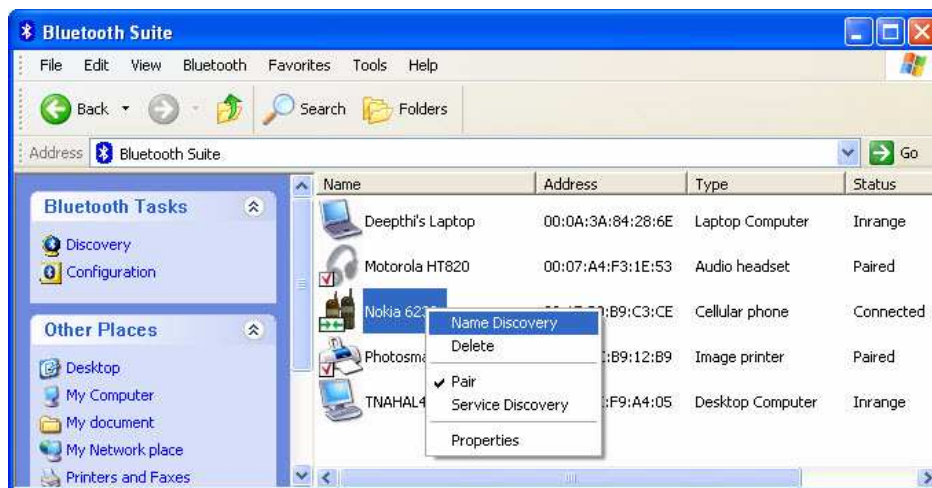 Bluetooth Suite
File Edit View Bluetooth Favorites Tools Help
Back Search Folders
Address Bluetooth Suite Go
Name Address Type Status
Bluetooth Tasks
Discovery
Configuration
Other Places
Desktop
My Computer
My document
My Network place
Printers and Faxes
Deepthi's Laptop 00:0A:3A:84:28:6E Laptop Computer Inrange
Motorola HT820 00:07:A4:F3:1E:53 Audio headset Paired
Nokia :B9:C3:CE Cellular phone Connected
:B9:12:B9 Image printer Paired
:F9:A4:05 Desktop Computer Inrange
Name Discovery
Delete
Pair
Service Discovery
Properties